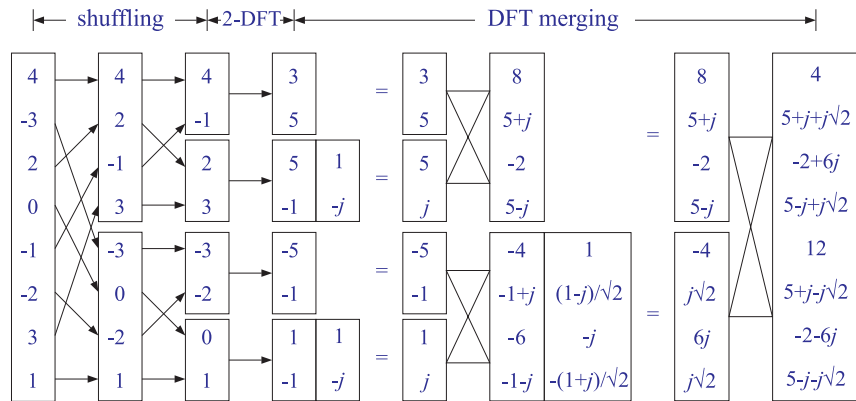 shuffling 2-DFT DFT merging
4 4 4 3 = 3 8 8 4
-3 2 -1 5 5 5+j = 5+j 5+j+j√2
2 -1 2 5 1 = 5 -2 -2 -2+6j
0 3 3 -1 -j j 5-j 5-j 5-j+j√2
-1 -3 -3 -5 = -5 -4 1 -4 12
-2 0 -2 -1 -1 -1+j (1-j)/√2 = j√2 5+j-j√2
3 -2 0 1 1 = 1 -6 -j 6j -2-6j
1 1 1 -1 -j j -1-j -(1+j)/√2 j√2 5-j-j√2